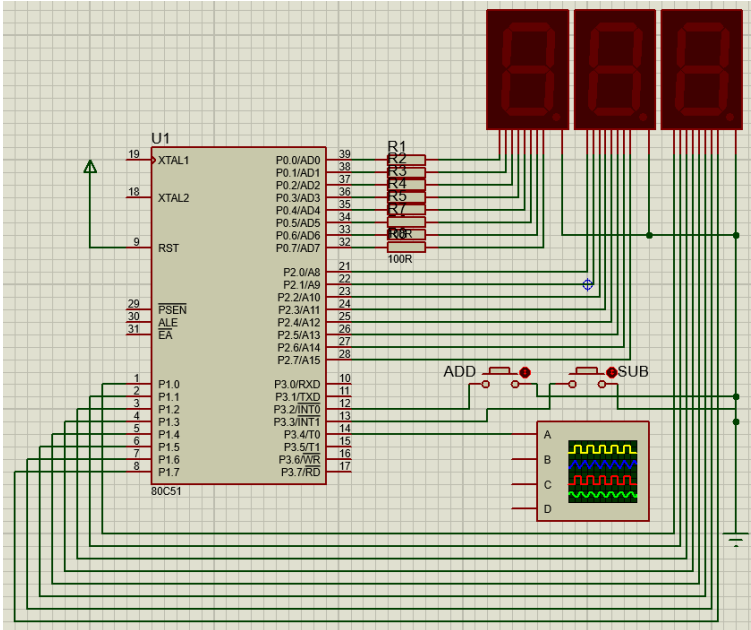 U1
19 XTAL1
18 XTAL2
9 RST
29 PSEN
30 ALE
31 EA
1 P1.0
2 P1.1
3 P1.2
4 P1.3
5 P1.4
6 P1.5
7 P1.6
8 P1.7
80C51
P0.0/AD0 39
P0.1/AD1 38
P0.2/AD2 37
P0.3/AD3 36
P0.4/AD4 35
P0.5/AD5 34
P0.6/AD6 33
P0.7/AD7 32
P2.0/A8 21
P2.1/A9 22
P2.2/A10 23
P2.3/A11 24
P2.4/A12 25
P2.5/A13 26
P2.6/A14 27
P2.7/A15 28
P3.0/RXD 10
P3.1/TXD 11
P3.2/INT0 12
P3.3/INT1 13
P3.4/T0 14
P3.5/T1 15
P3.6/WR 16
P3.7/RD 17
R1
R2
R3
R4
R5
R7
100R
ADD
SUB
A
B
C
D